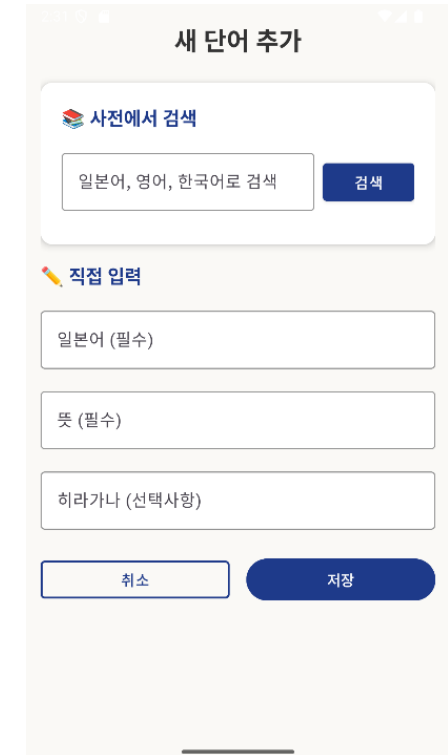 새 단어 추가
📚 사전에서 검색
일본어, 영어, 한국어로 검색
검색
✏️ 직접 입력
일본어 (필수)
뜻 (필수)
히라가나 (선택사항)
취소
저장